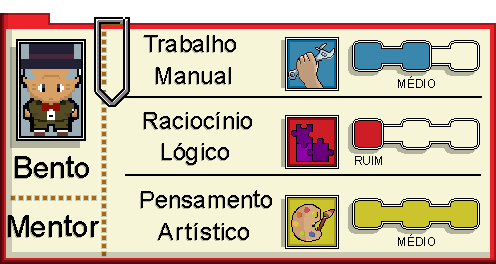 Bento
Mentor
Trabalho
Manual
MÉDIO
Raciocínio
Lógico
RUIM
Pensamento
Artístico
MÉDIO